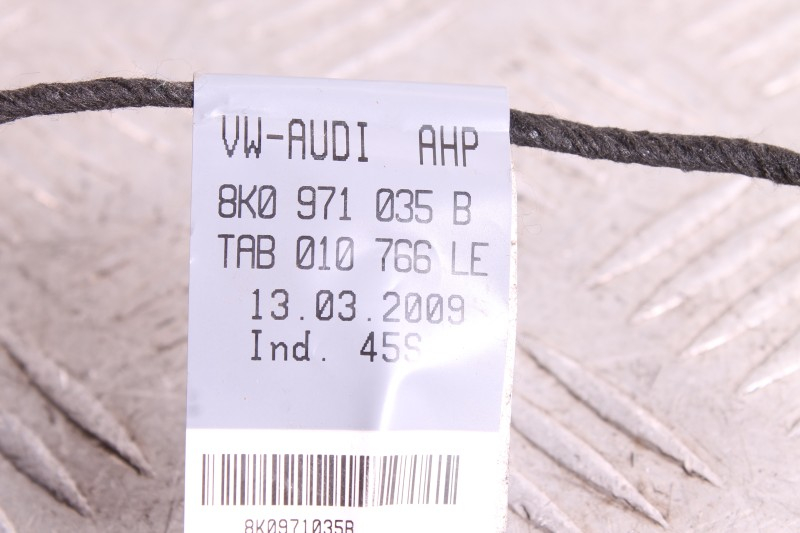 VW-AUDI AHP
8K0 971 035 B
TAB 010 766 LE
13.03.2009
Ind. 45S
8K0971035B